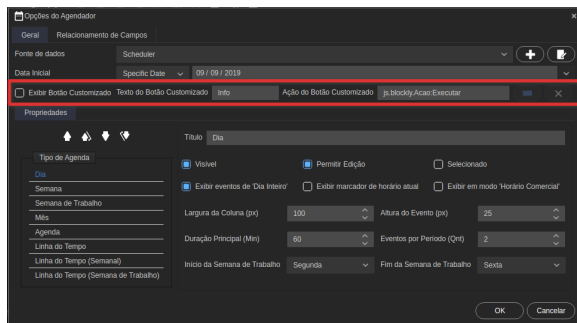 Opções do Agendador
Geral Relacionamento de Campos
Fonte de dados Scheduler
Data Inicial Specific Date 09 / 09 / 2019
Exibir Botão Customizado Texto do Botão Customizado Info Ação do Botão Customizado js.blockly.Acao:Executar
Propriedades
Título Dia
Tipo de Agenda
Dia
Semana
Semana de Trabalho
Mês
Agenda
Linha do Tempo
Linha do Tempo (Semanal)
Linha do Tempo (Semana de Trabalho)
Visível Permitir Edição Selecionado
Exibir eventos de 'Dia Inteiro' Exibir marcador de horário atual Exibir em modo 'Horário Comercial'
Largura da Coluna (px) 100 Altura do Evento (px) 25
Duração Principal (Min) 60 Eventos por Período (Qnt) 2
Início da Semana de Trabalho Segunda Fim da Semana de Trabalho Sexta
OK Cancelar